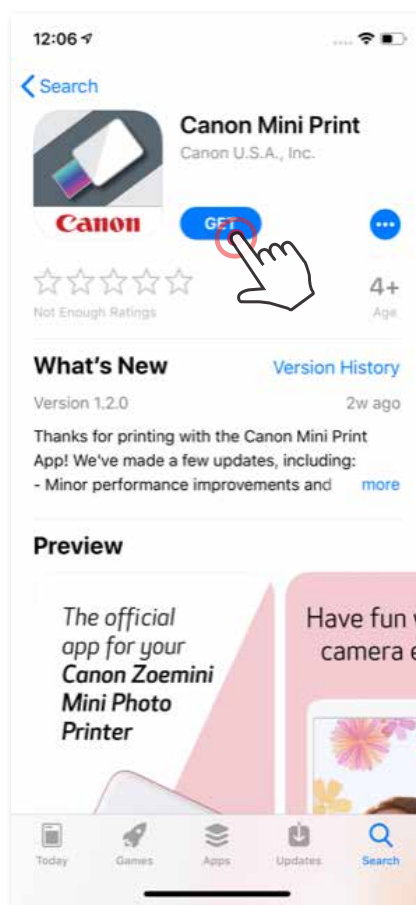 12:06
Search
Canon Mini Print
Canon U.S.A., Inc.
Canon
GET
4+
Not Enough Ratings
Age
What's New
Version History
Version 1.2.0
2w ago
Thanks for printing with the Canon Mini Print
App! We've made a few updates, including:
- Minor performance improvements and more
Preview
The official
app for your
Canon Zoemini
Mini Photo
Printer
Have fun
camera
Today
Games
Apps
Updates
Search